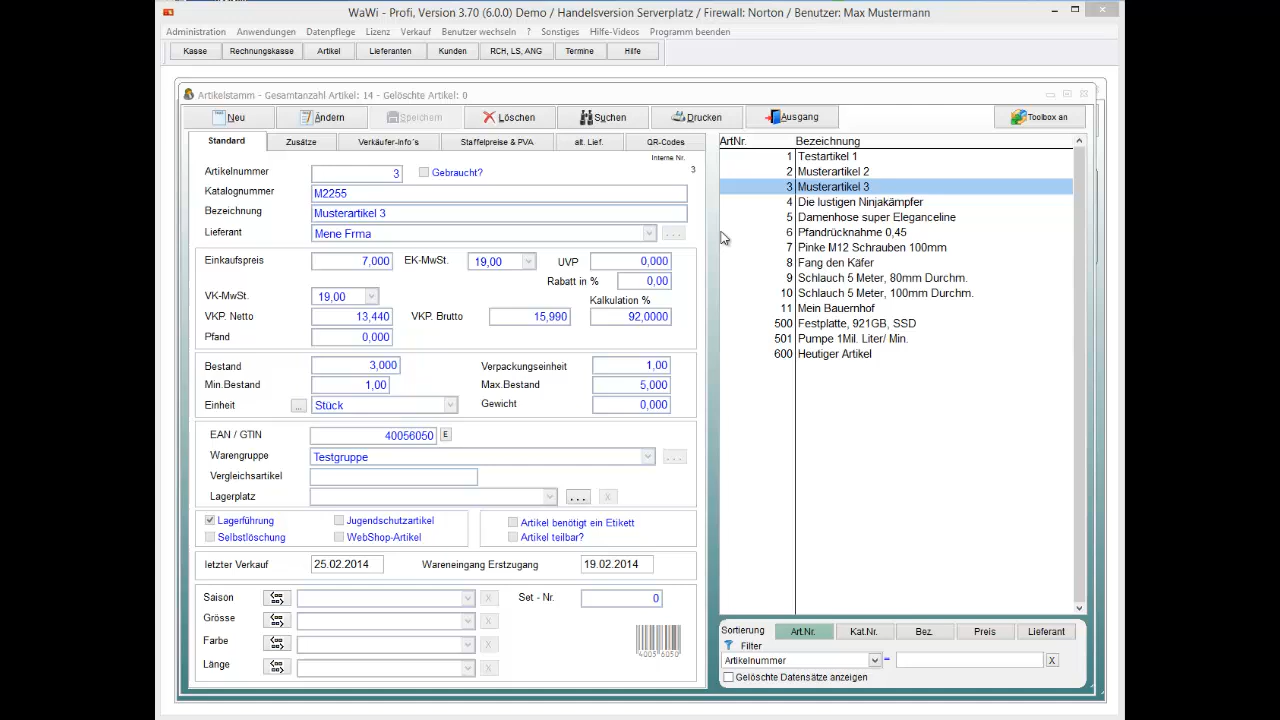 WaWi - Profi, Version 3.70 (6.0.0) Demo / Handelsversion Serverplatz / Firewall: Norton / Benutzer: Max Mustermann
Administration Anwendungen Datenpflege Lizenz Verkauf Benutzer wechseln ? Sonstiges Hilfe-Videos Programm beenden
Kasse Rechnungskasse Artikel Lieferanten Kunden RCH, LS, ANG Termine Hilfe
Artikelstamm - Gesamtanzahl Artikel: 14 - Gelöschte Artikel: 0
Neu Ändern Speichern Löschen Suchen Drucken Ausgang Toolbox an
Standard Zusätze Verkäufer-Info's Staffelpreise & PVA alt. Lief. QR-Codes
Interne Nr.
3
Artikelnummer 3 Gebraucht?
Katalognummer M2255
Bezeichnung Musterartikel 3
Lieferant Mene Frma ...
Einkaufspreis 7,000 EK-MwSt. 19,00 UVP 0,000
Rabatt in % 0,00
VK-MwSt. 19,00 Kalkulation %
VKP. Netto 13,440 VKP. Brutto 15,990 92,0000
Pfand 0,000
Bestand 3,000 Verpackungseinheit 1,00
Min.Bestand 1,00 Max.Bestand 5,000
Einheit ... Stück Gewicht 0,000
EAN / GTIN 40056050 E
Warengruppe Testgruppe ...
Vergleichsartikel
Lagerplatz ... X
Lagerführung Jugendschutzartikel Artikel benötigt ein Etikett
Selbstlöschung WebShop-Artikel Artikel teilbar?
letzter Verkauf 25.02.2014 Wareneingang Erstzugang 19.02.2014
Saison X Set - Nr. 0
Grösse X
Farbe X
Länge X
4005 6050
ArtNr. Bezeichnung
1 Testartikel 1
2 Musterartikel 2
3 Musterartikel 3
4 Die lustigen Ninjakämpfer
5 Damenhose super Eleganceline
6 Pfandrücknahme 0,45
7 Pinke M12 Schrauben 100mm
8 Fang den Käfer
9 Schlauch 5 Meter, 80mm Durchm.
10 Schlauch 5 Meter, 100mm Durchm.
11 Mein Bauernhof
500 Festplatte, 921GB, SSD
501 Pumpe 1Mil. Liter/ Min.
600 Heutiger Artikel
Sortierung Art.Nr. Kat.Nr. Bez. Preis Lieferant
Filter
Artikelnummer = X
Gelöschte Datensätze anzeigen